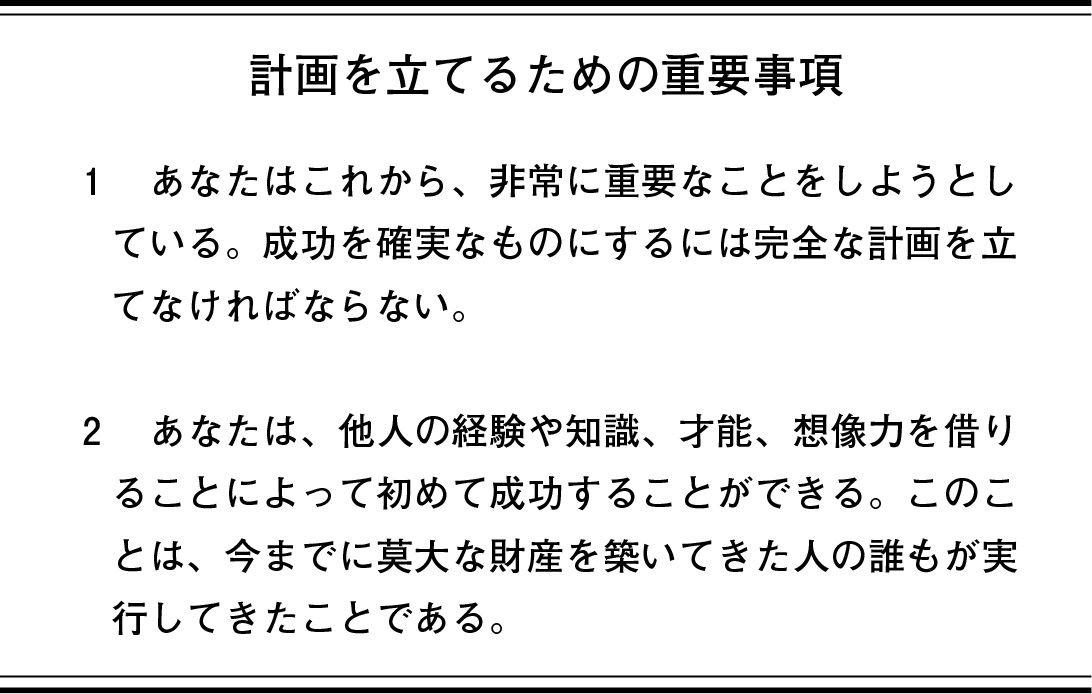 計画を立てるための重要事項
1　あなたはこれから、非常に重要なことをしようとし
ている。成功を確実なものにするには完全な計画を立
てなければならない。
2　あなたは、他人の経験や知識、才能、想像力を借り
ることによって初めて成功することができる。このこ
とは、今までに莫大な財産を築いてきた人の誰もが実
行してきたことである。